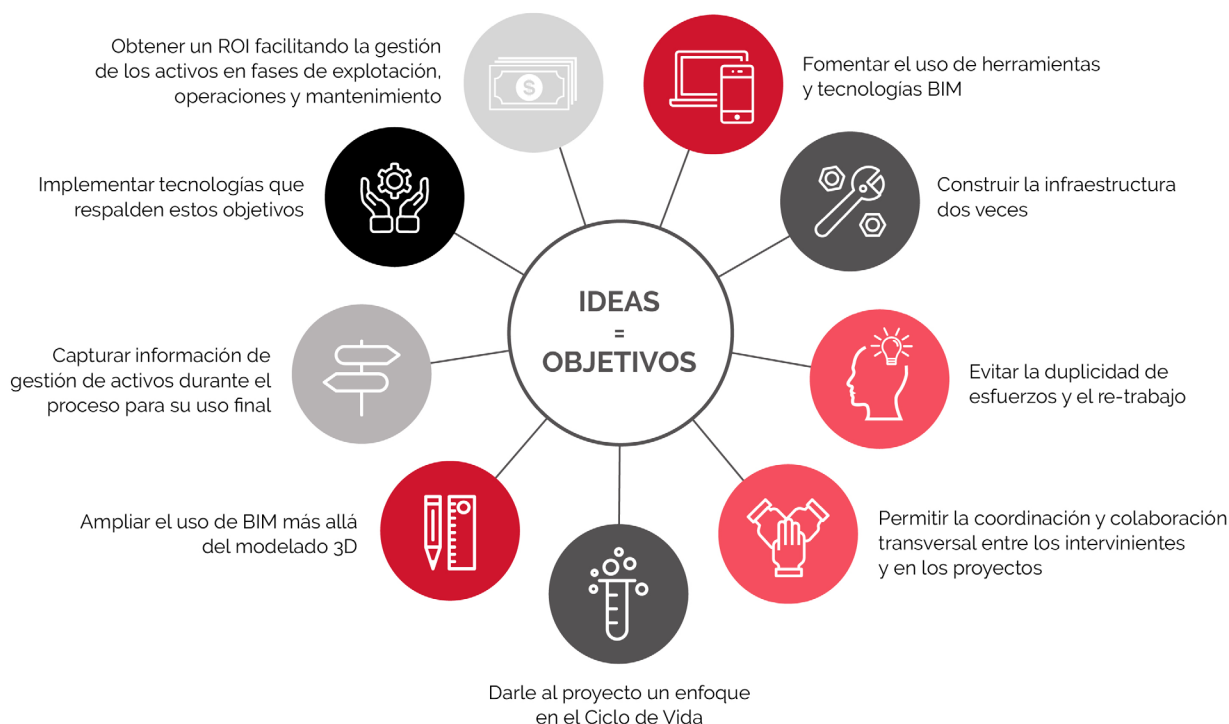 Obtener un ROI facilitando la gestión
de los activos en fases de explotación,
operaciones y mantenimiento
$
Fomentar el uso de herramientas
y tecnologías BIM
Implementar tecnologías que
respalden estos objetivos
Construir la infraestructura
dos veces
IDEAS
=
OBJETIVOS
Capturar información de
gestión de activos durante el
proceso para su uso final
Evitar la duplicidad de
esfuerzos y el re-trabajo
Ampliar el uso de BIM más allá
del modelado 3D
Permitir la coordinación y colaboración
transversal entre los intervinientes
y en los proyectos
Darle al proyecto un enfoque
en el Ciclo de Vida